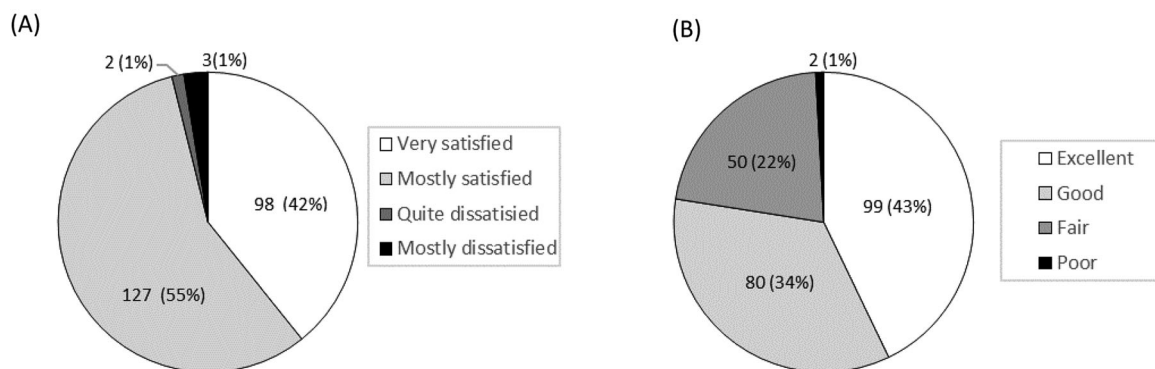 (A)
2 (1%)
3(1%)
98 (42%)
127 (55%)
Very satisfied
Mostly satisfied
Quite dissatisied
Mostly dissatisfied
(B)
2 (1%)
50 (22%)
99 (43%)
80 (34%)
Excellent
Good
Fair
Poor